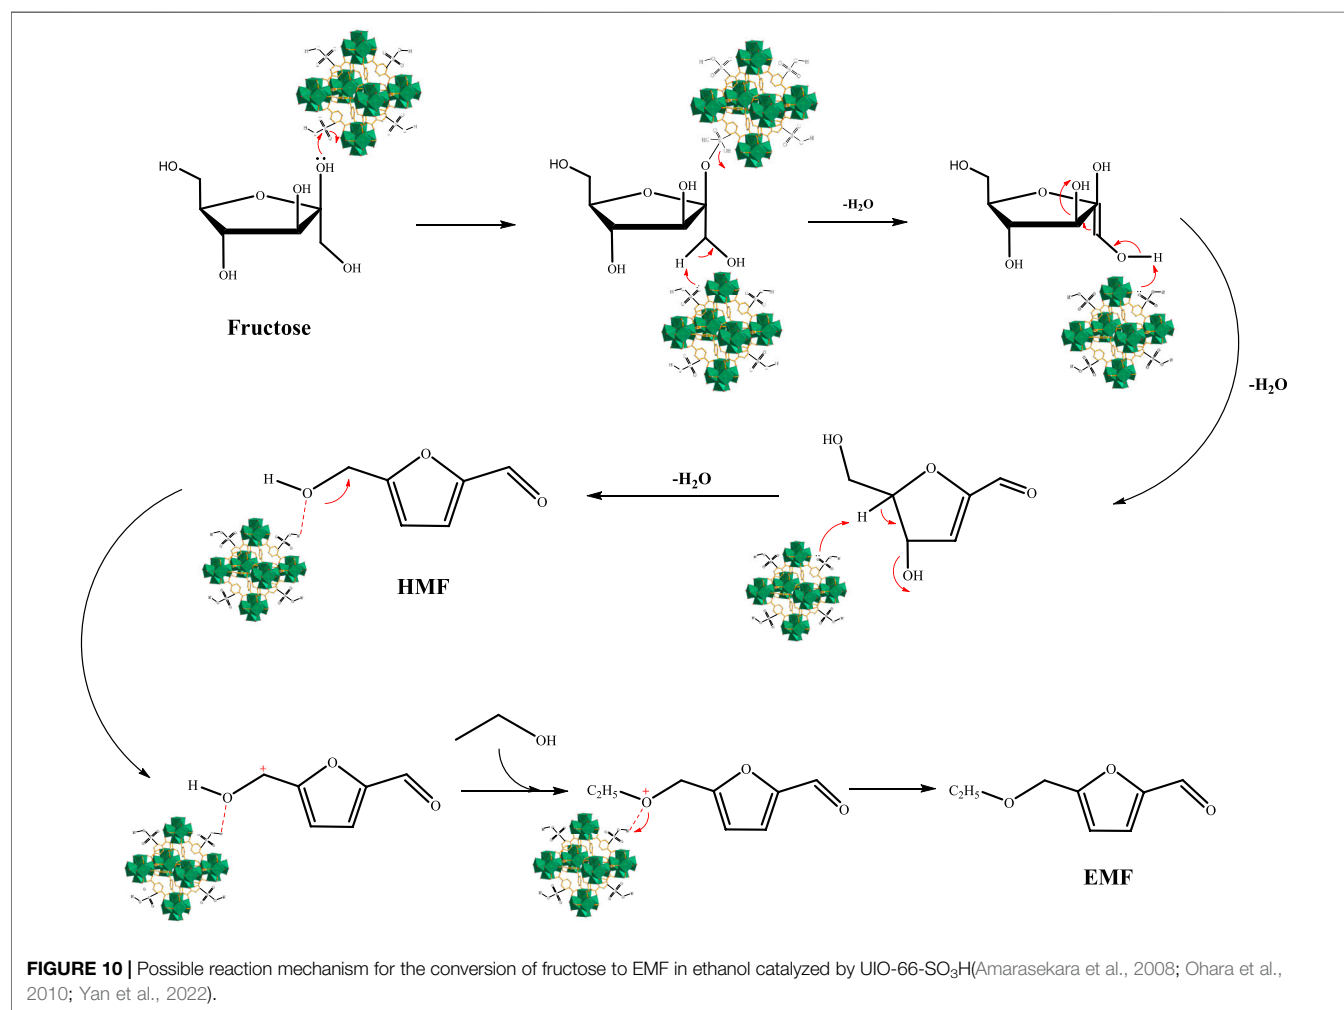 HO
OH
OH
O
OH
OH
Fructose
HO
O
OH
O
OH
H
OH
-H₂O
HO
O
OH
OH
OH
O
H
-H₂O
H
O
O
O
HMF
-H₂O
HO
O
O
H
OH
H
O
O
O
+
OH
C₂H₅
O
+
O
O
C₂H₅
O
O
O
EMF
FIGURE 10 | Possible reaction mechanism for the conversion of fructose to EMF in ethanol catalyzed by UIO-66-SO₃H(Amarasekara et al., 2008; Ohara et al.,
2010; Yan et al., 2022).